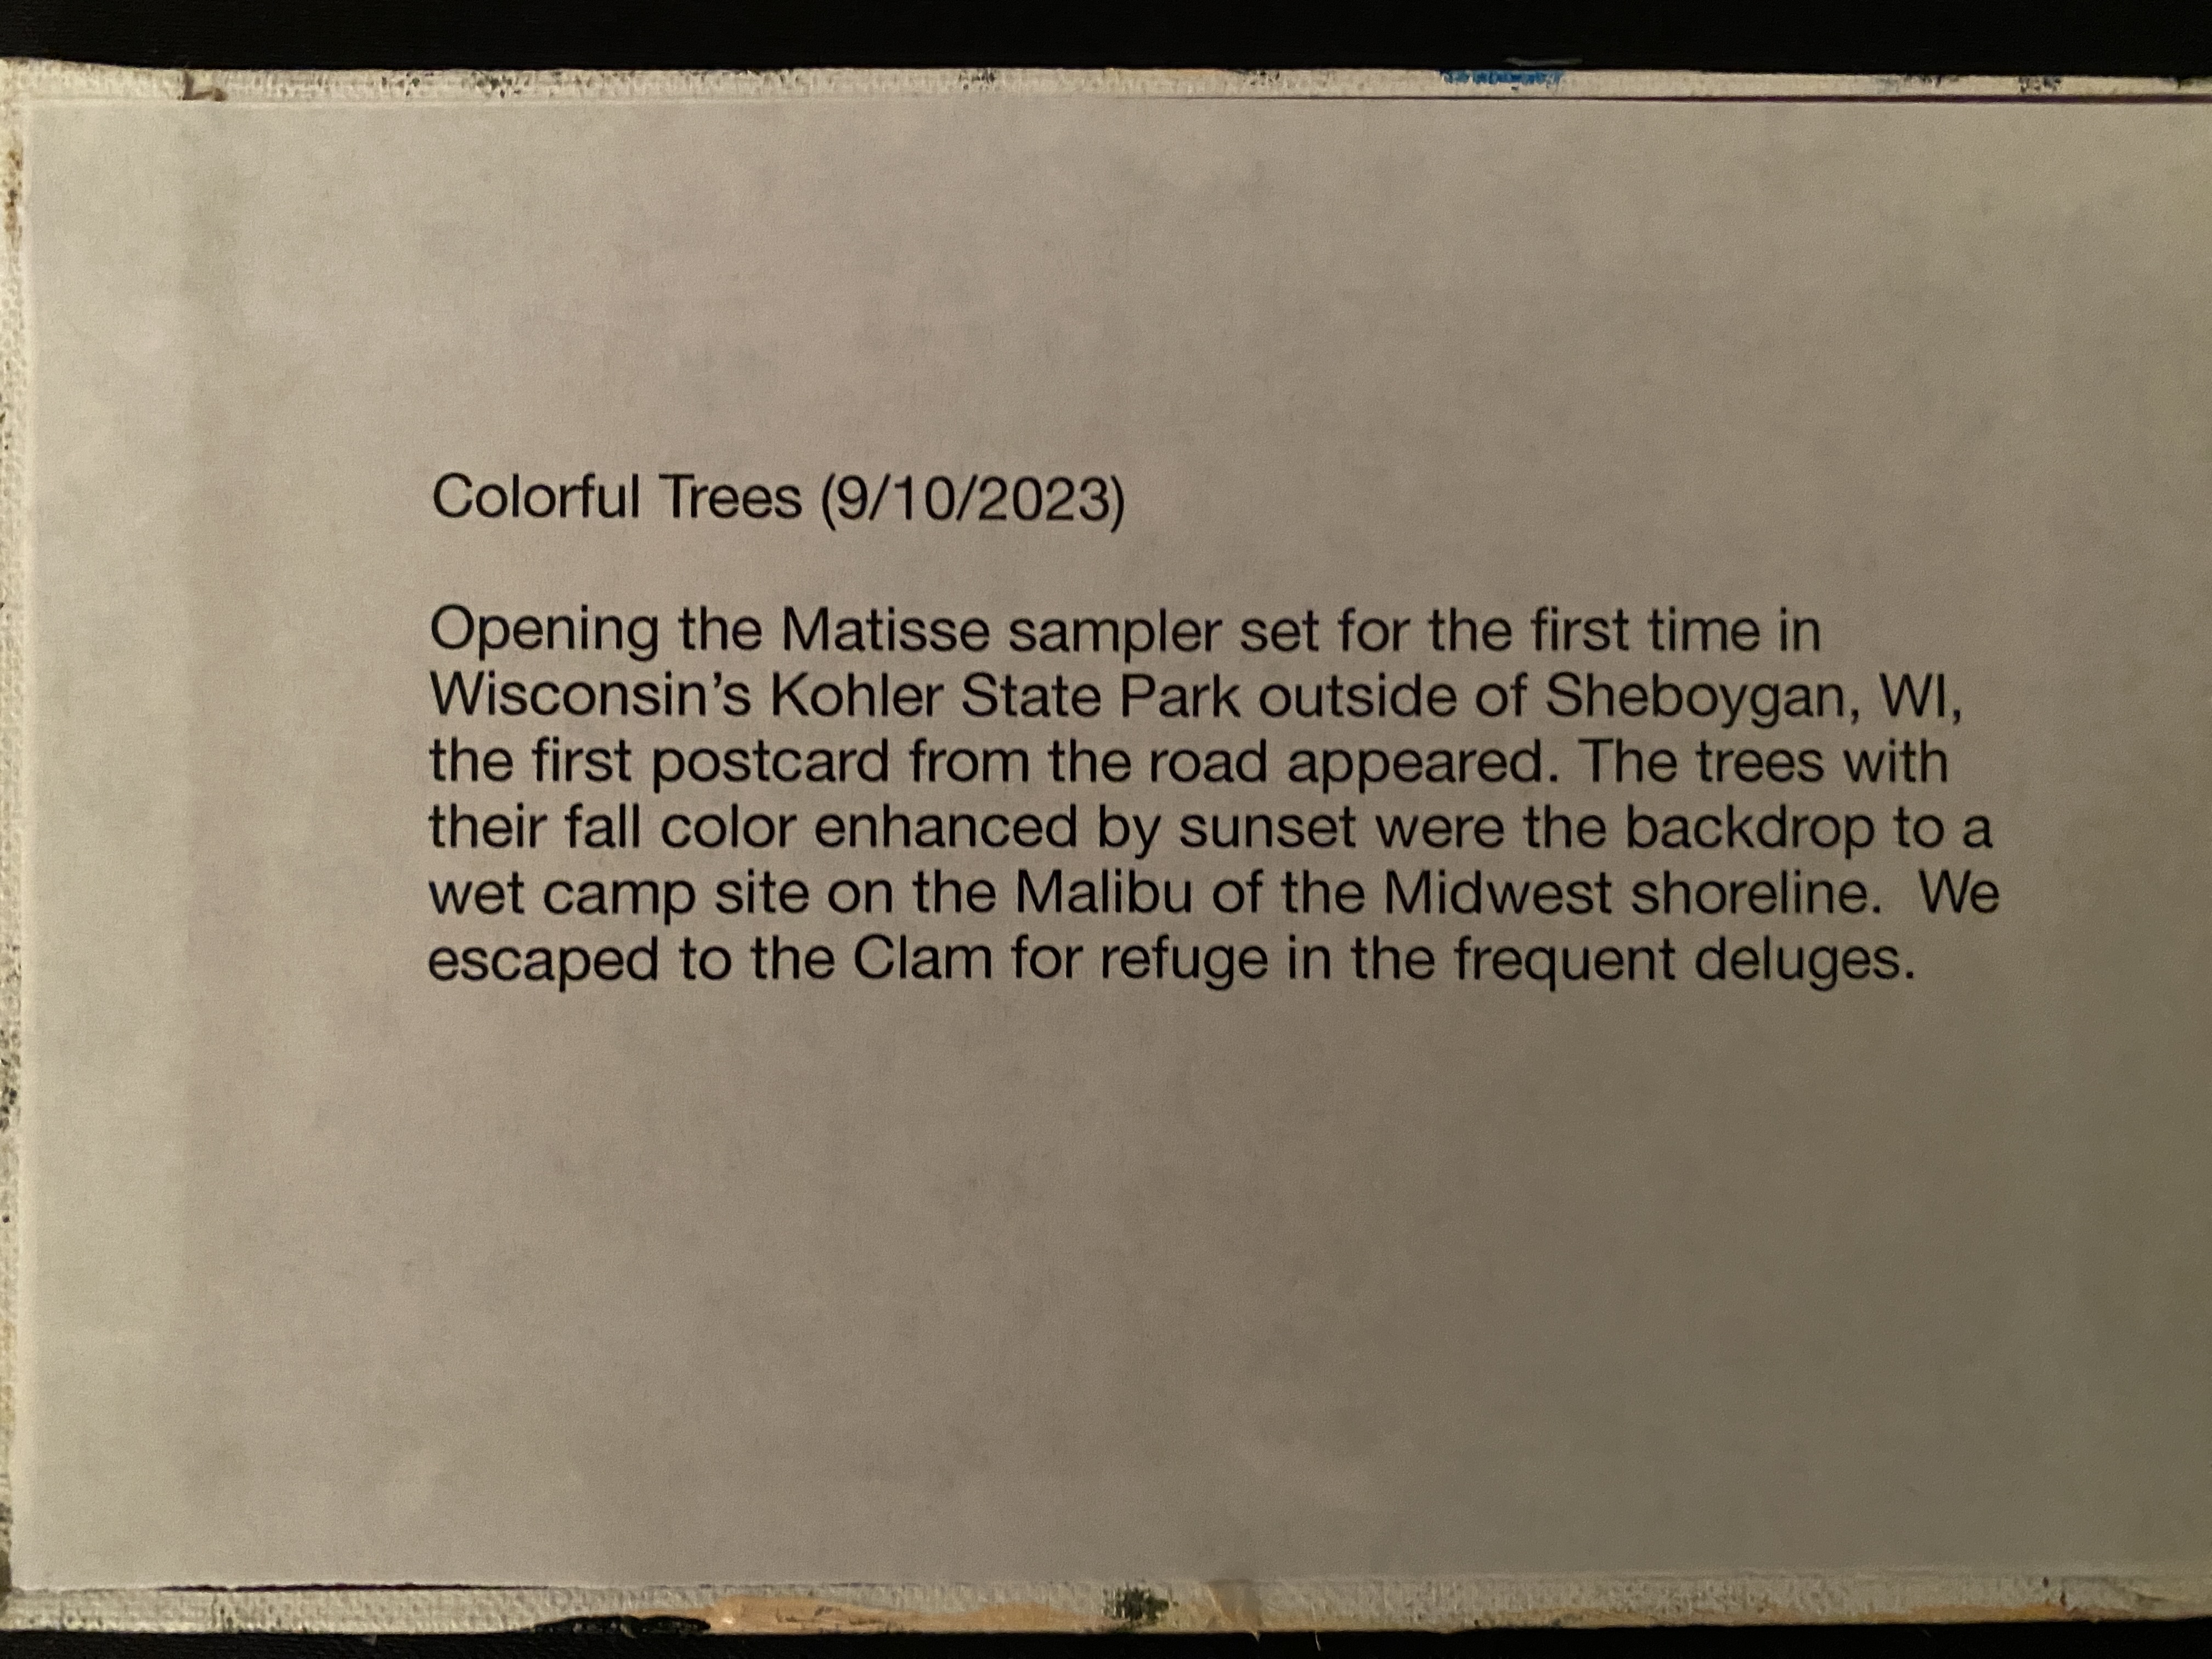 Colorful Trees (9/10/2023)
Opening the Matisse sampler set for the first time in
Wisconsin’s Kohler State Park outside of Sheboygan, WI,
the first postcard from the road appeared. The trees with
their fall color enhanced by sunset were the backdrop to a
wet camp site on the Malibu of the Midwest shoreline.  We
escaped to the Clam for refuge in the frequent deluges.